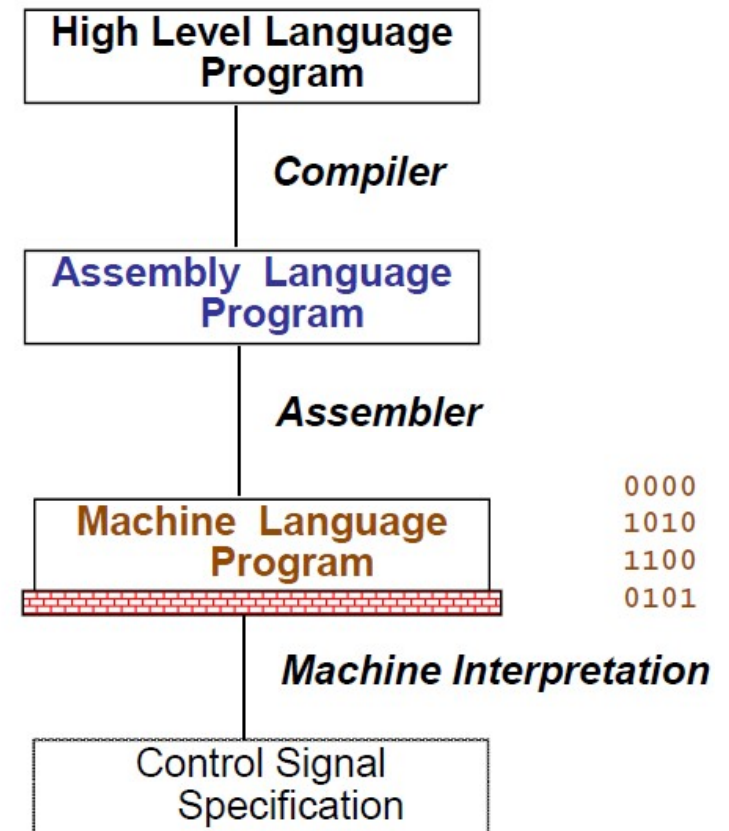 High Level Language
Program
Compiler
Assembly Language
Program
Assembler
Machine Language
Program
0000
1010
1100
0101
Machine Interpretation
Control Signal
Specification